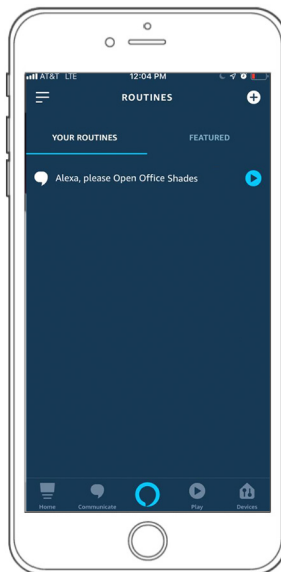 AT&T LTE 12:04 PM
ROUTINES
YOUR ROUTINES FEATURED
Alexa, please Open Office Shades
Home Communicate Play Devices